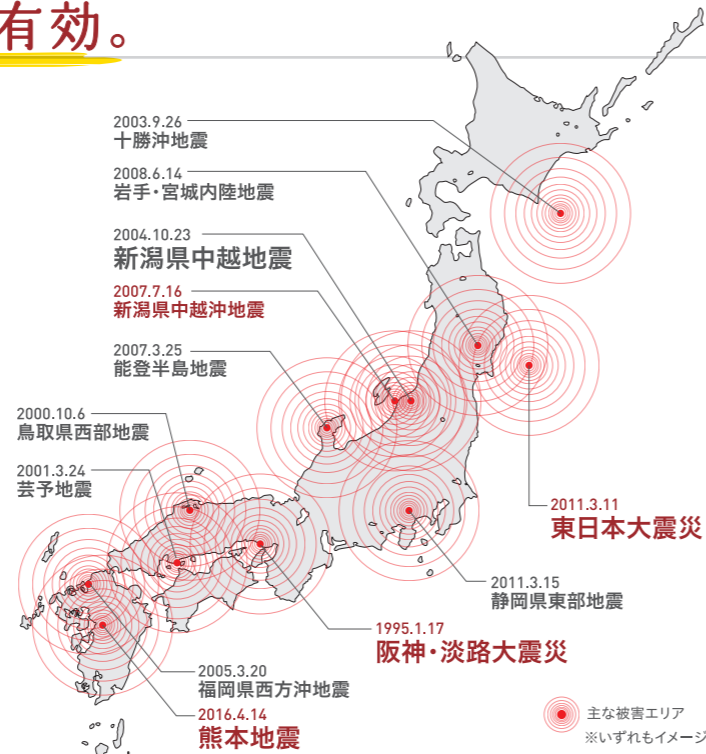 有効。
2003.9.26
十勝沖地震
2008.6.14
岩手・宮城内陸地震
2004.10.23
新潟県中越地震
2007.7.16
新潟県中越沖地震
2007.3.25
能登半島地震
2000.10.6
鳥取県西部地震
2001.3.24
芸予地震
2011.3.11
東日本大震災
2011.3.15
静岡県東部地震
1995.1.17
阪神・淡路大震災
2005.3.20
福岡県西方沖地震
2016.4.14
熊本地震
主な被害エリア
※いずれもイメージ